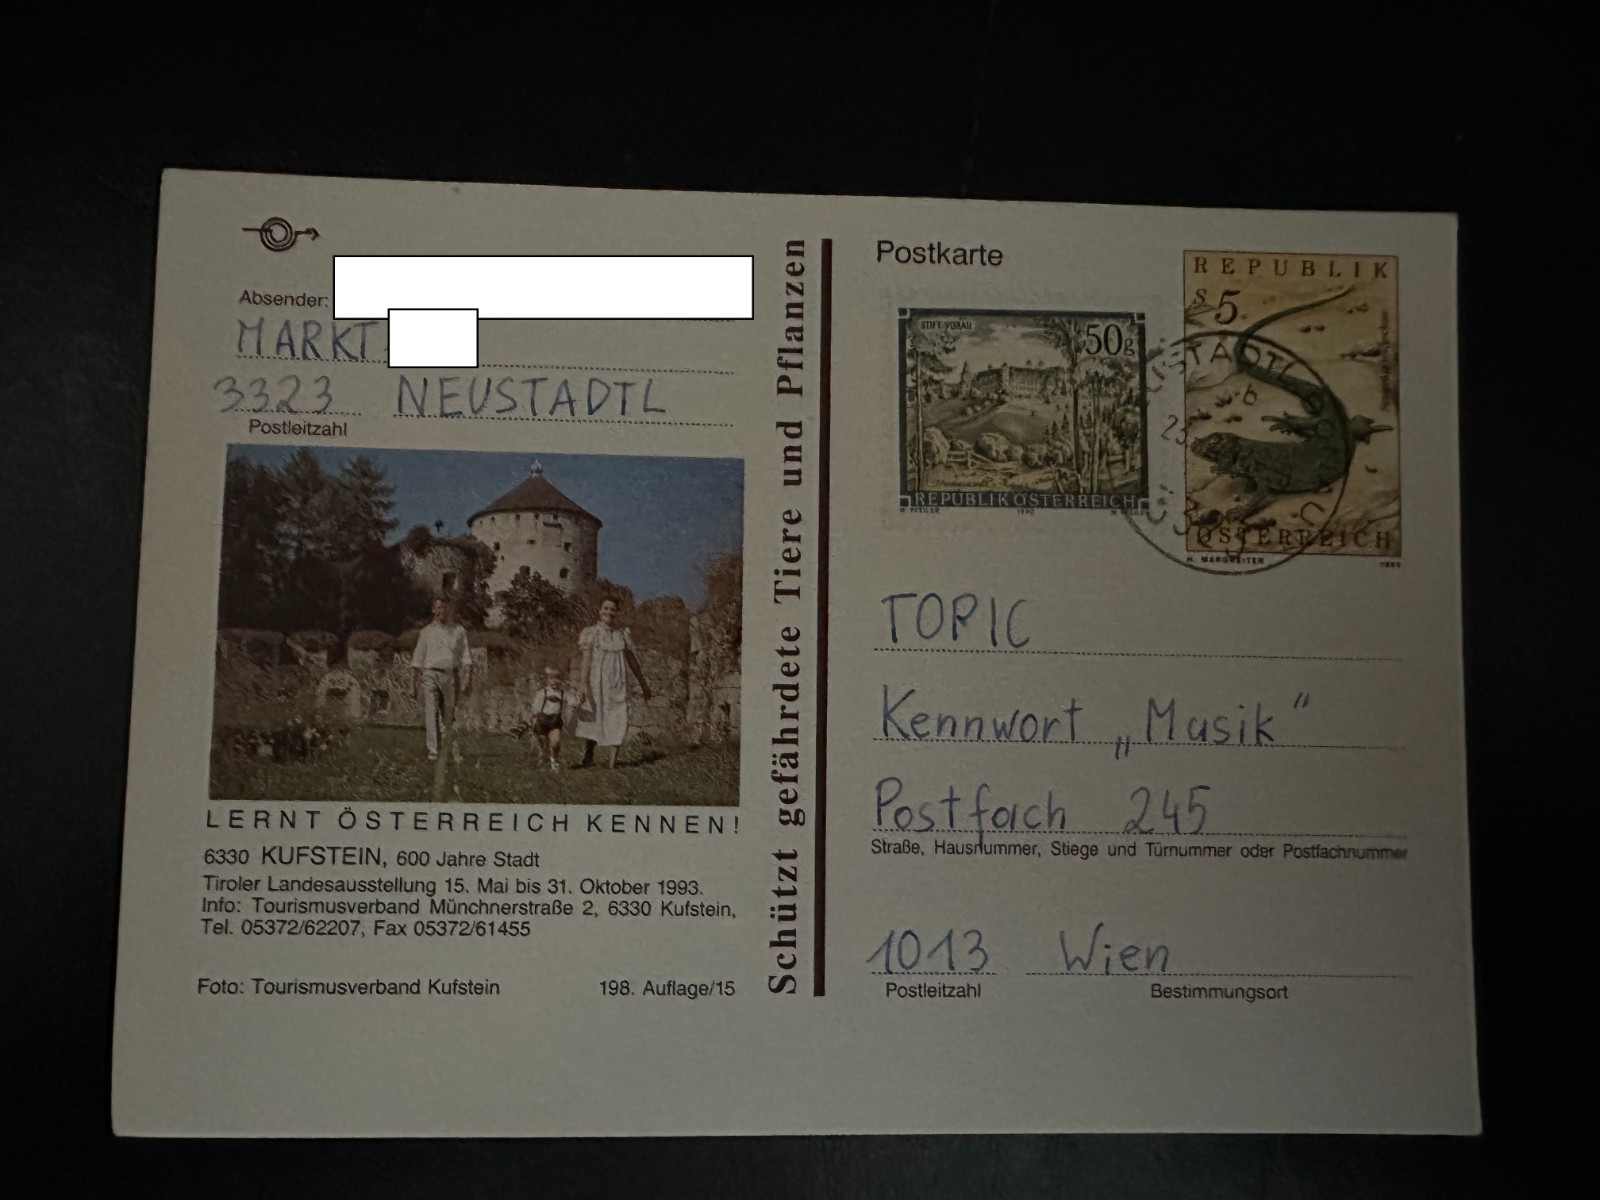 Absender:
MARKT
3323 NEUSTADTL
Postleitzahl
LERNT ÖSTERREICH KENNEN!
6330 KUFSTEIN, 600 Jahre Stadt
Tiroler Landesausstellung 15. Mai bis 31. Oktober 1993.
Info: Tourismusverband Münchnerstraße 2, 6330 Kufstein,
Tel. 05372/62207, Fax 05372/61455
Foto: Tourismusverband Kufstein 198. Auflage/15
Schützt gefährdete Tiere und Pflanzen
Postkarte
STIFT VORAU
50g
REPUBLIK ÖSTERREICH
1990
REPUBLIK
S 5
ÖSTERREICH
H. MARGREITER
TOPIC
Kennwort „Musik“
Postfach 245
Straße, Hausnummer, Stiege und Türnummer oder Postfachnummer
1013 Wien
Postleitzahl Bestimmungsort